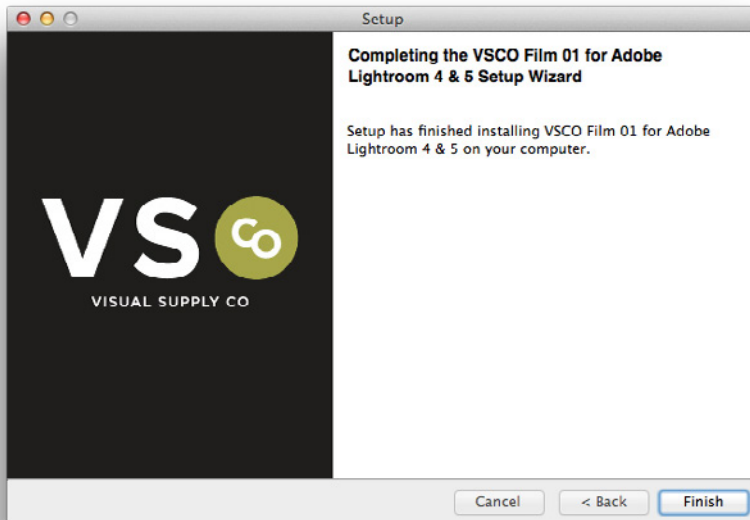 Setup
VS CO
VISUAL SUPPLY CO
Completing the VSCO Film 01 for Adobe
Lightroom 4 & 5 Setup Wizard
Setup has finished installing VSCO Film 01 for Adobe
Lightroom 4 & 5 on your computer.
Cancel
< Back
Finish